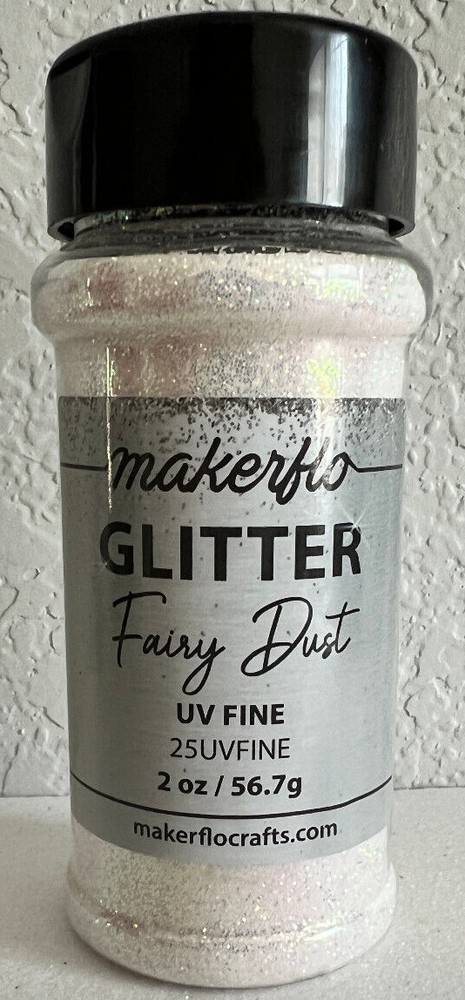 makerflo
GLITTER
Fairy Dust
UV FINE
25UVFINE
2 oz / 56.7g
makerflocrafts.com